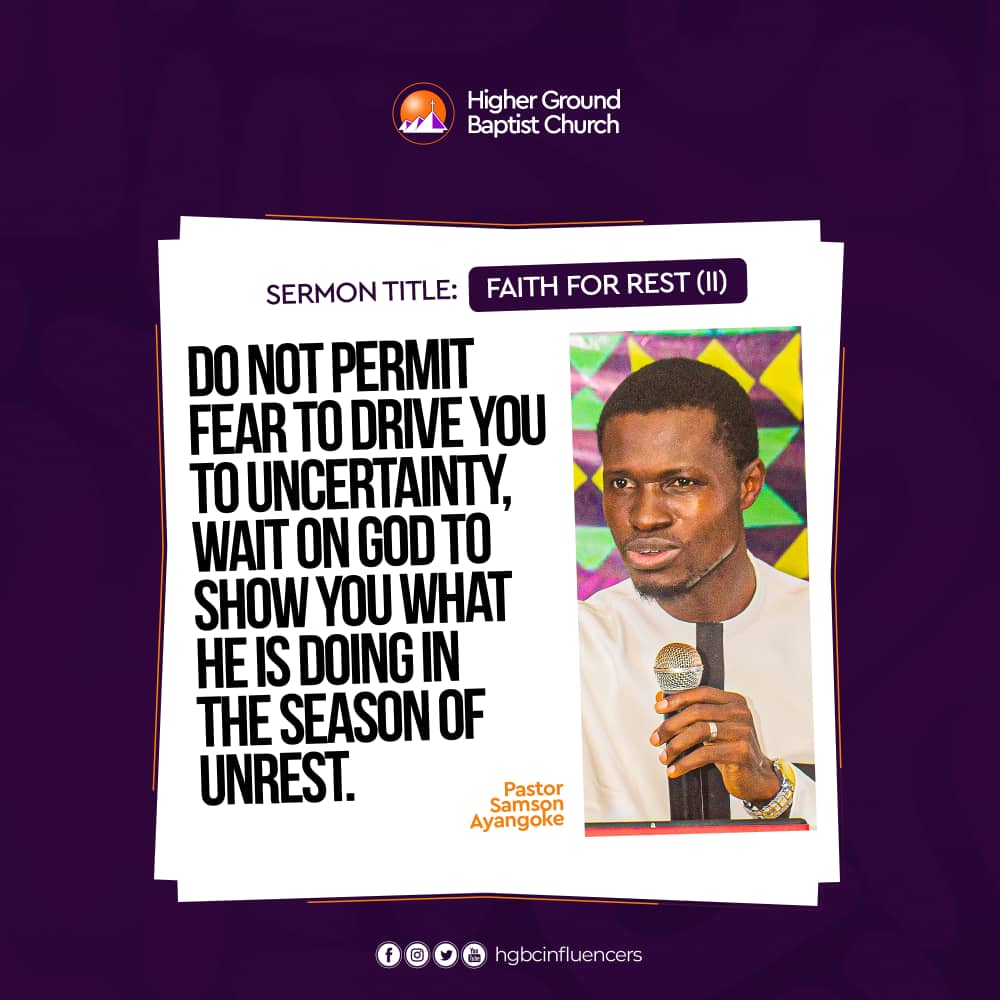 Higher Ground
Baptist Church
SERMON TITLE: FAITH FOR REST (II)
DO NOT PERMIT
FEAR TO DRIVE YOU
TO UNCERTAINTY,
WAIT ON GOD TO
SHOW YOU WHAT
HE IS DOING IN
THE SEASON OF
UNREST.
Pastor
Samson
Ayangoke
hgbcinfluencers